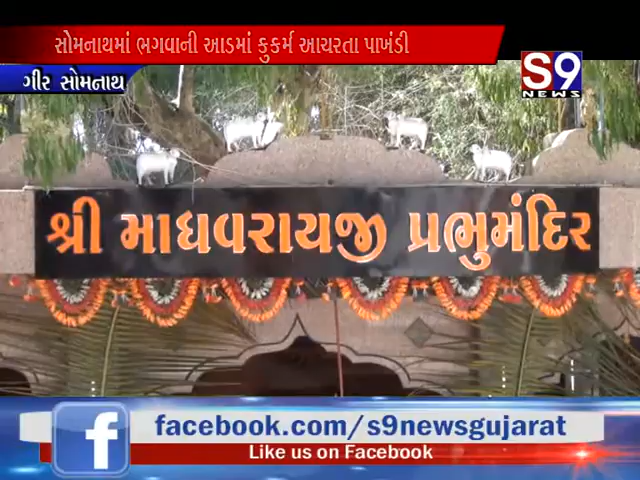 સોમનાથમાં ભગવાની આડમાં કુકર્મ આચરતા પાખંડી
ગીર સોમનાથ
S9
NEWS
શ્રી માધવરાયજી પ્રભુમંદિર
facebook.com/s9newsgujarat
Like us on Facebook